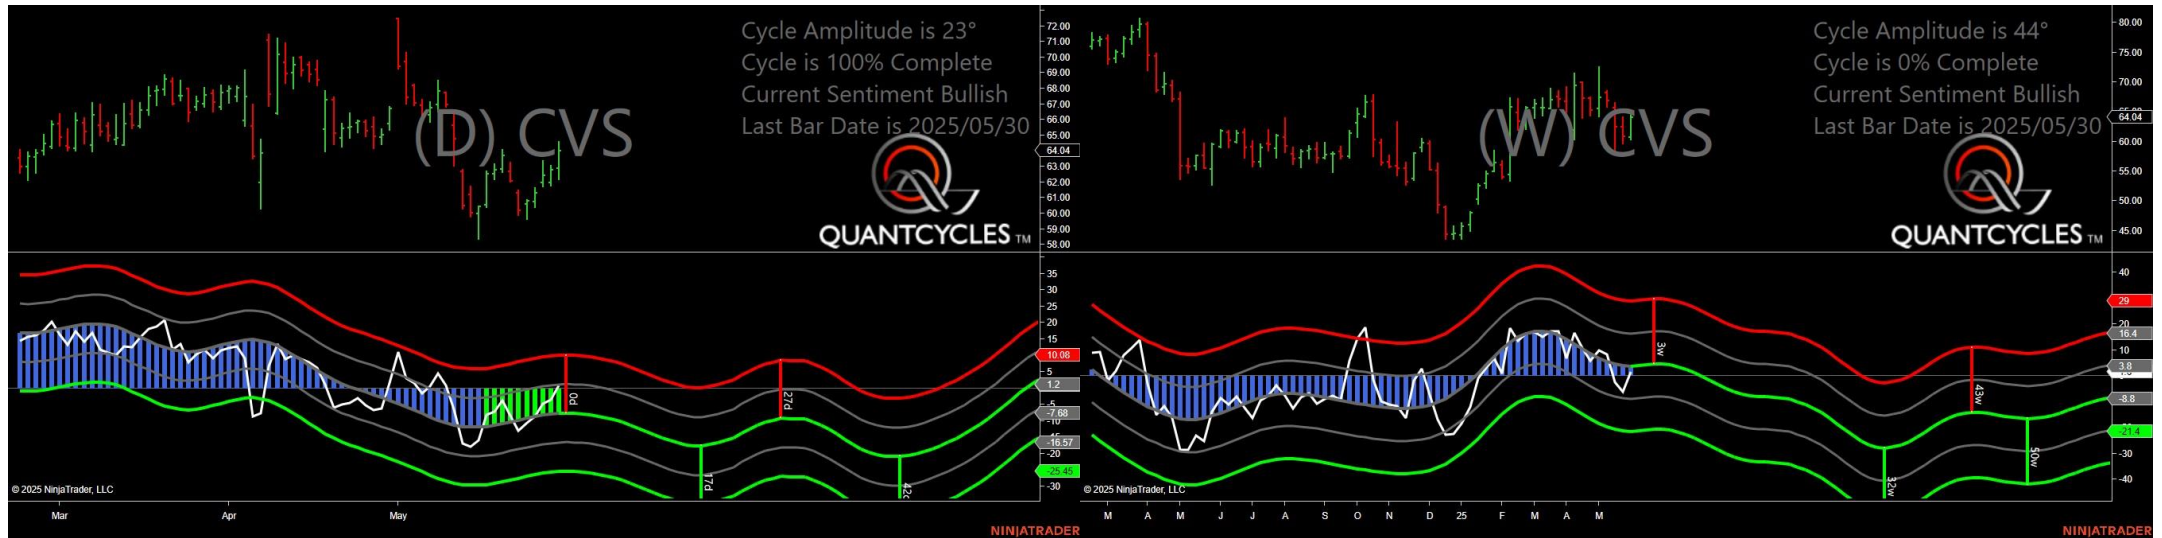 Cycle Amplitude is 23°
Cycle is 100% Complete
Current Sentiment Bullish
Last Bar Date is 2025/05/30
(D) CVS
QUANTCYCLES TM
72.00
71.00
70.00
69.00
68.00
67.00
66.00
65.00
64.04
63.00
62.00
61.00
60.00
59.00
58.00
35
30
25
20
15
10.08
5
1.2
-5
-7.68
-10
-16.57
-20
-25.45
-30
0d
17d
27d
42d
© 2025 NinjaTrader, LLC
Mar Apr May
NINJATRADER
Cycle Amplitude is 44°
Cycle is 0% Complete
Current Sentiment Bullish
Last Bar Date is 2025/05/30
(W) CVS
QUANTCYCLES TM
80.00
75.00
70.00
65.00
64.04
60.00
55.00
50.00
45.00
40
29
20
16.4
10
3.8
-8.8
-21.4
-30
-40
3w
32w
43w
50w
© 2025 NinjaTrader, LLC
M A M J J A S O N D 25 F M A M
NINJATRADER